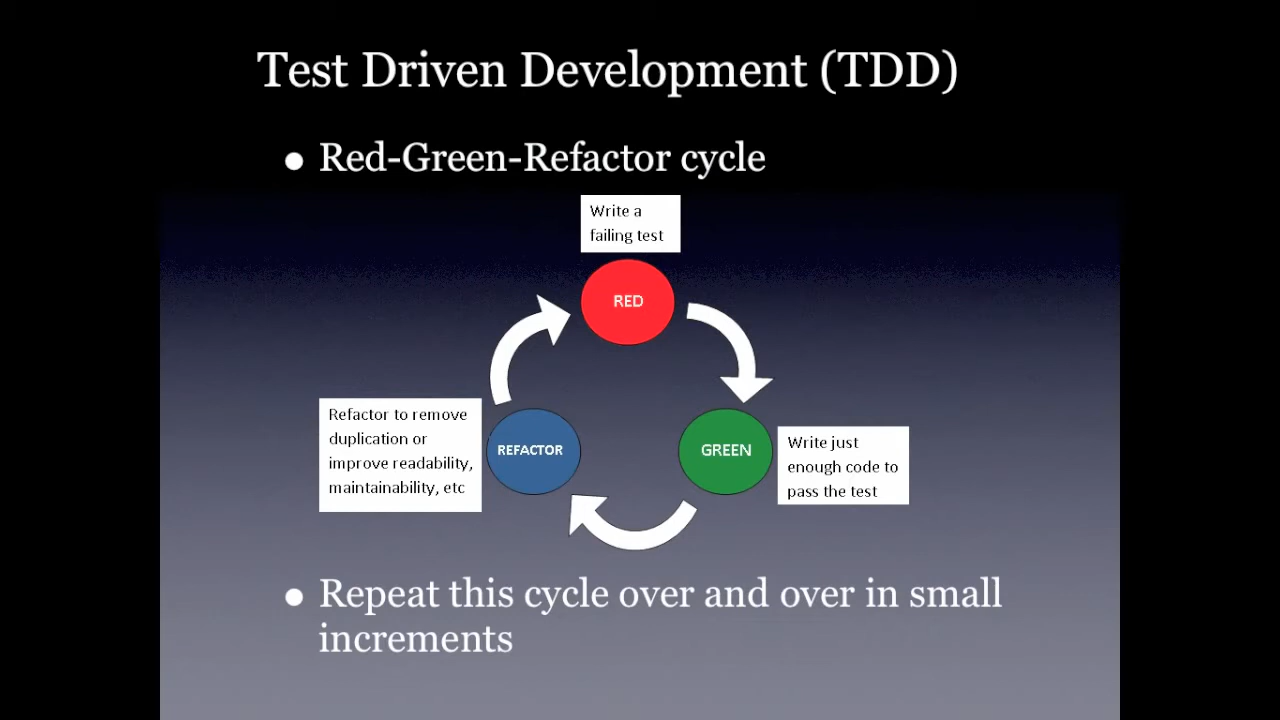 Test Driven Development (TDD)
• Red-Green-Refactor cycle
Write a
failing test
RED
Refactor to remove
duplication or
improve readability,
maintainability, etc
REFACTOR
GREEN
Write just
enough code to
pass the test
• Repeat this cycle over and over in small
increments